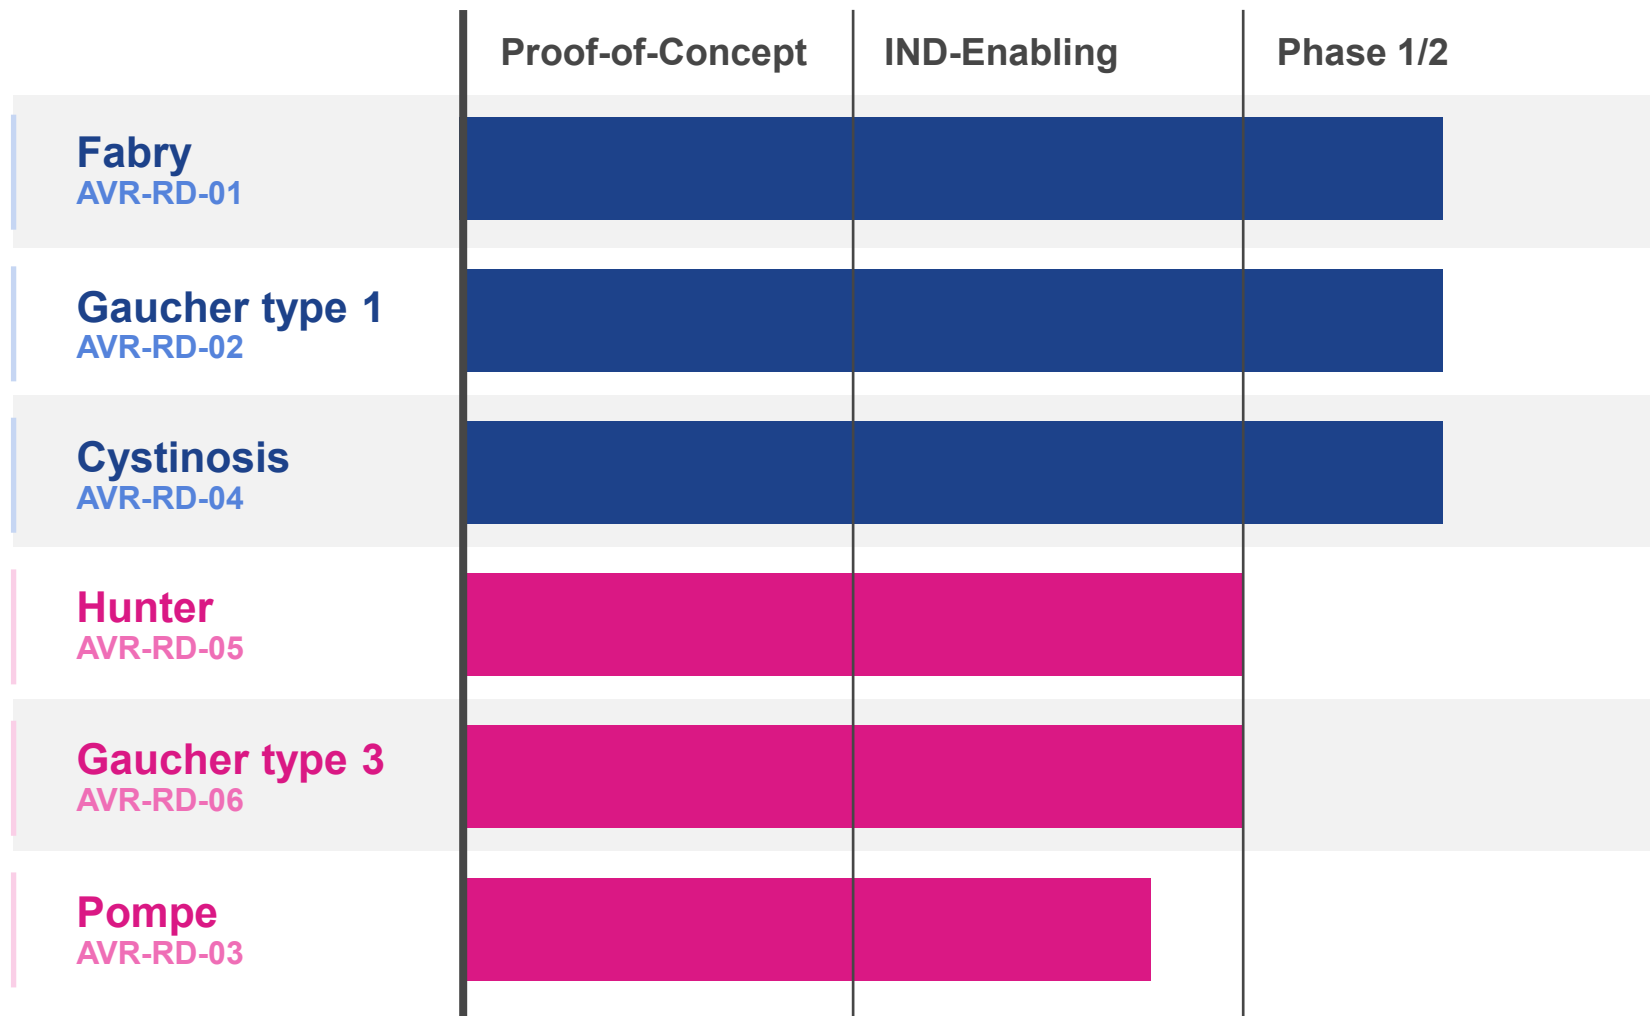 Proof-of-Concept IND-Enabling Phase 1/2
Fabry
AVR-RD-01
Gaucher type 1
AVR-RD-02
Cystinosis
AVR-RD-04
Hunter
AVR-RD-05
Gaucher type 3
AVR-RD-06
Pompe
AVR-RD-03